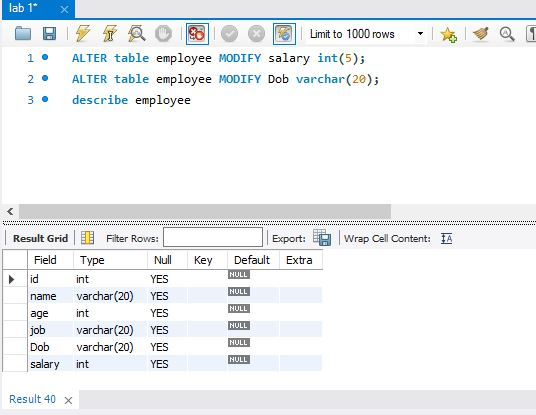 lab 1*
Limit to 1000 rows
1 ALTER table employee MODIFY salary int(5);
2 ALTER table employee MODIFY Dob varchar(20);
3 describe employee
Result Grid Filter Rows: Export: Wrap Cell Content: IA
Field Type Null Key Default Extra
id int YES NULL
name varchar(20) YES NULL
age int YES NULL
job varchar(20) YES NULL
Dob varchar(20) YES NULL
salary int YES NULL
Result 40